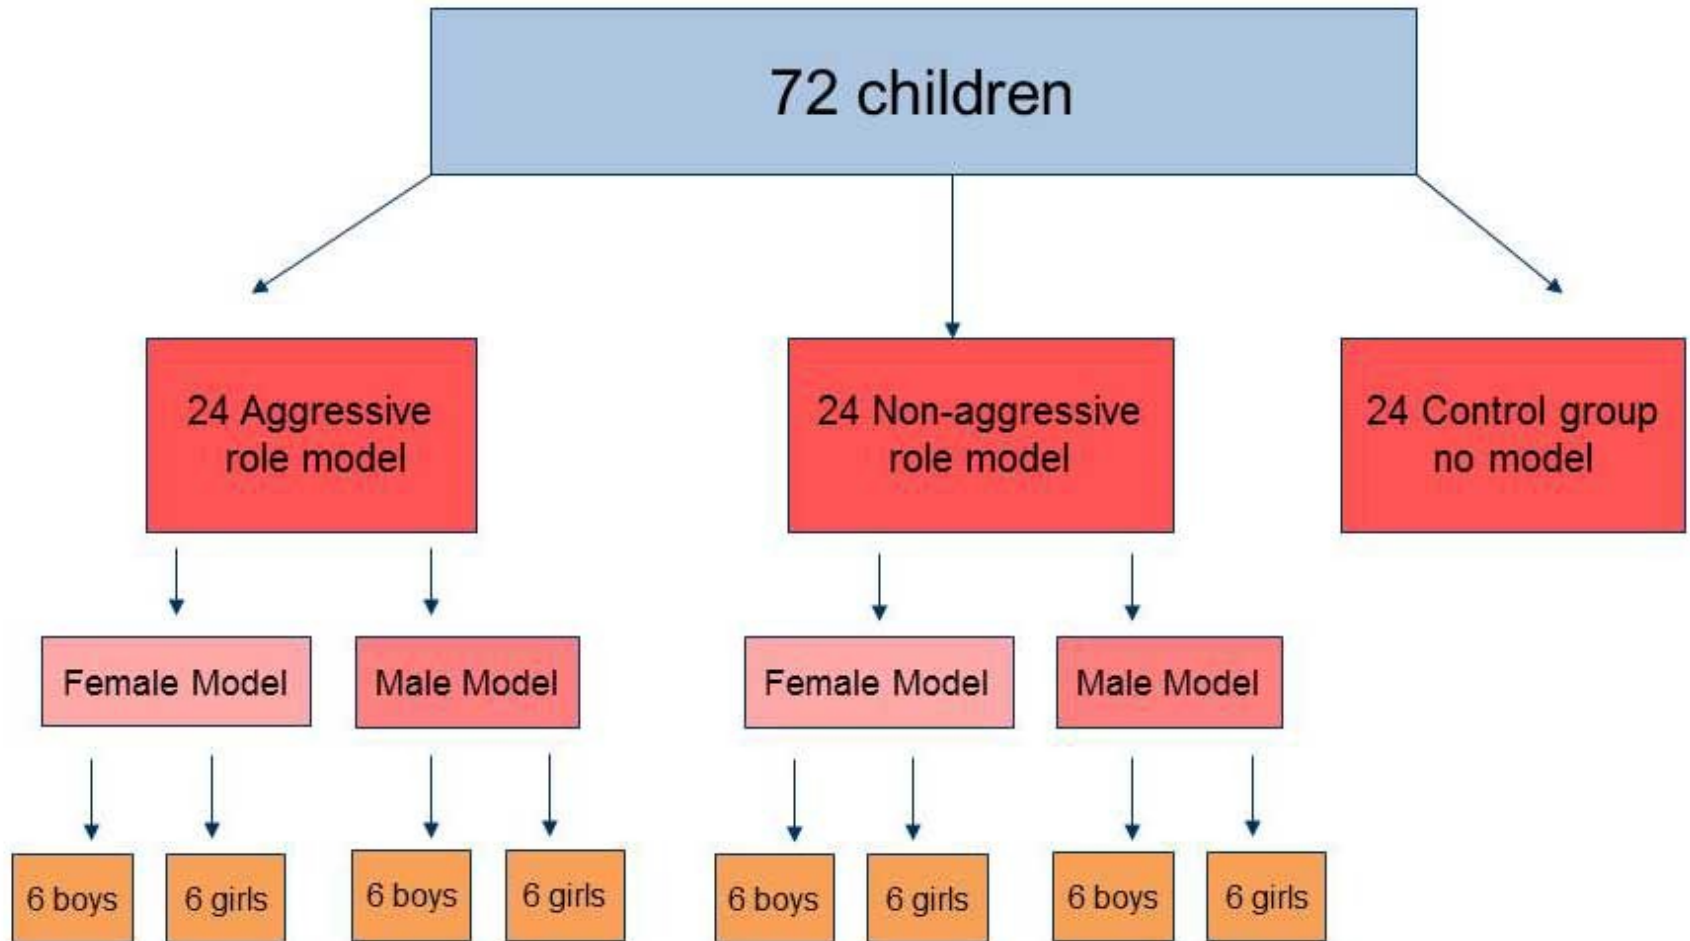 72 children
24 Aggressive
role model
24 Non-aggressive
role model
24 Control group
no model
Female Model
Male Model
Female Model
Male Model
6 boys
6 girls
6 boys
6 girls
6 boys
6 girls
6 boys
6 girls